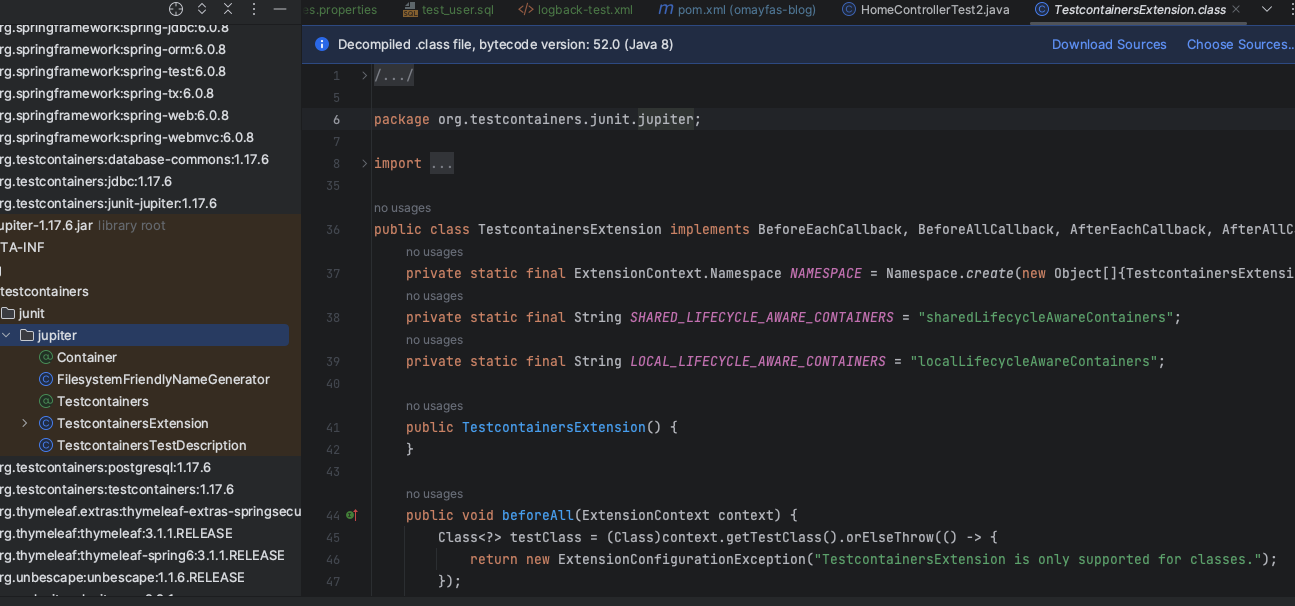 es.properties
test_user.sql
logback-test.xml
pom.xml (omayfas-blog)
HomeControllerTest2.java
TestcontainersExtension.class
rg.springframework:spring-jdbc:6.0.8
rg.springframework:spring-orm:6.0.8
rg.springframework:spring-test:6.0.8
rg.springframework:spring-tx:6.0.8
rg.springframework:spring-web:6.0.8
rg.springframework:spring-webmvc:6.0.8
rg.testcontainers:database-commons:1.17.6
rg.testcontainers:jdbc:1.17.6
rg.testcontainers:junit-jupiter:1.17.6
upiter-1.17.6.jar library root
TA-INF
testcontainers
junit
jupiter
Container
FilesystemFriendlyNameGenerator
Testcontainers
TestcontainersExtension
TestcontainersTestDescription
rg.testcontainers:postgresql:1.17.6
rg.testcontainers:testcontainers:1.17.6
rg.thymeleaf.extras:thymeleaf-extras-springsecu
rg.thymeleaf:thymeleaf:3.1.1.RELEASE
rg.thymeleaf:thymeleaf-spring6:3.1.1.RELEASE
rg.unbescape:unbescape:1.1.6.RELEASE
Decompiled .class file, bytecode version: 52.0 (Java 8)
Download Sources
Choose Sources..
1 /.../
5
6 package org.testcontainers.junit.jupiter;
7
8 import ...
35
no usages
36 public class TestcontainersExtension implements BeforeEachCallback, BeforeAllCallback, AfterEachCallback, AfterAllC
no usages
37 private static final ExtensionContext.Namespace NAMESPACE = Namespace.create(new Object[]{TestcontainersExtensi
no usages
38 private static final String SHARED_LIFECYCLE_AWARE_CONTAINERS = "sharedLifecycleAwareContainers";
no usages
39 private static final String LOCAL_LIFECYCLE_AWARE_CONTAINERS = "localLifecycleAwareContainers";
40
no usages
41 public TestcontainersExtension() {
42 }
43
no usages
44 public void beforeAll(ExtensionContext context) {
45 Class<?> testClass = (Class)context.getTestClass().orElseThrow(() -> {
46 return new ExtensionConfigurationException("TestcontainersExtension is only supported for classes.");
47 });